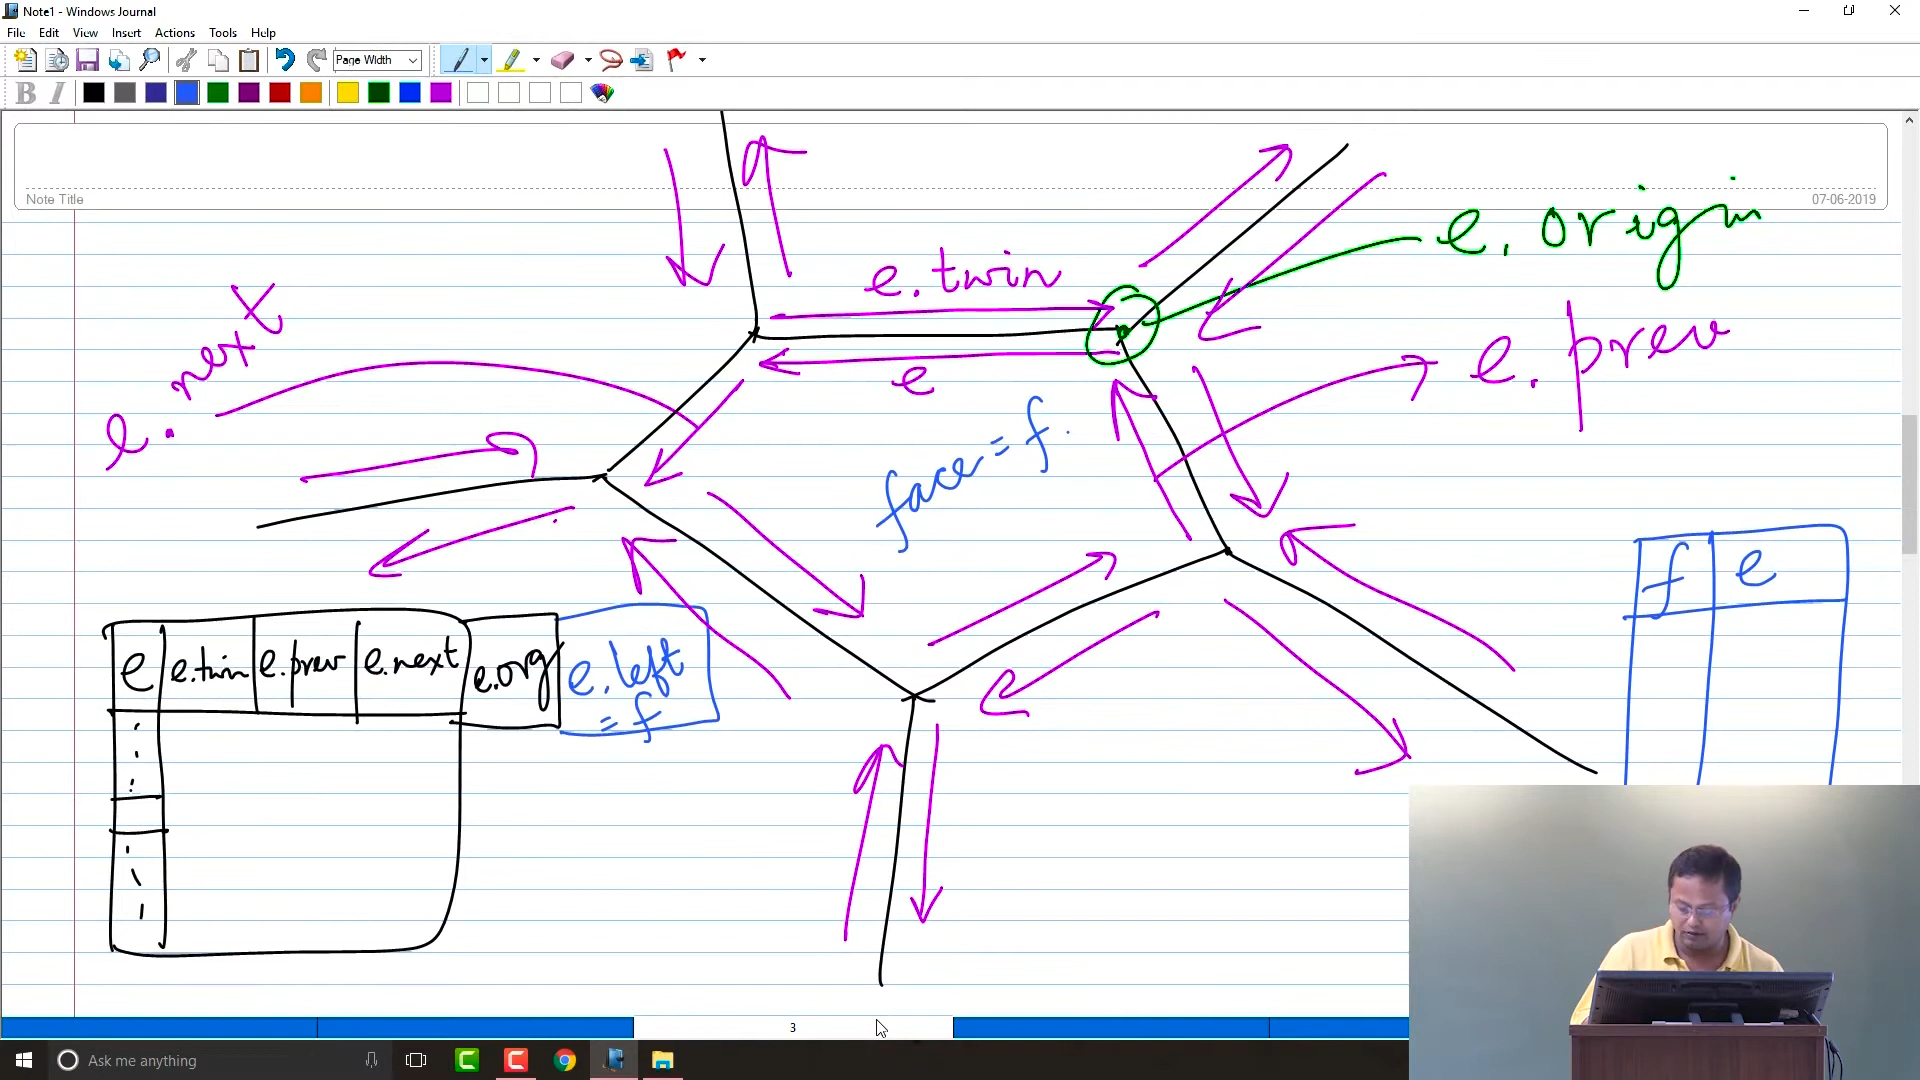 Note1 - Windows Journal
File Edit View Insert Actions Tools Help
Page Width
B I
Note Title
07-06-2019
e.origin
e.twin
e
e.prev
e.next
face = f.
f e
e e.twin e.prev e.next e.org e.left
= f
3
Ask me anything